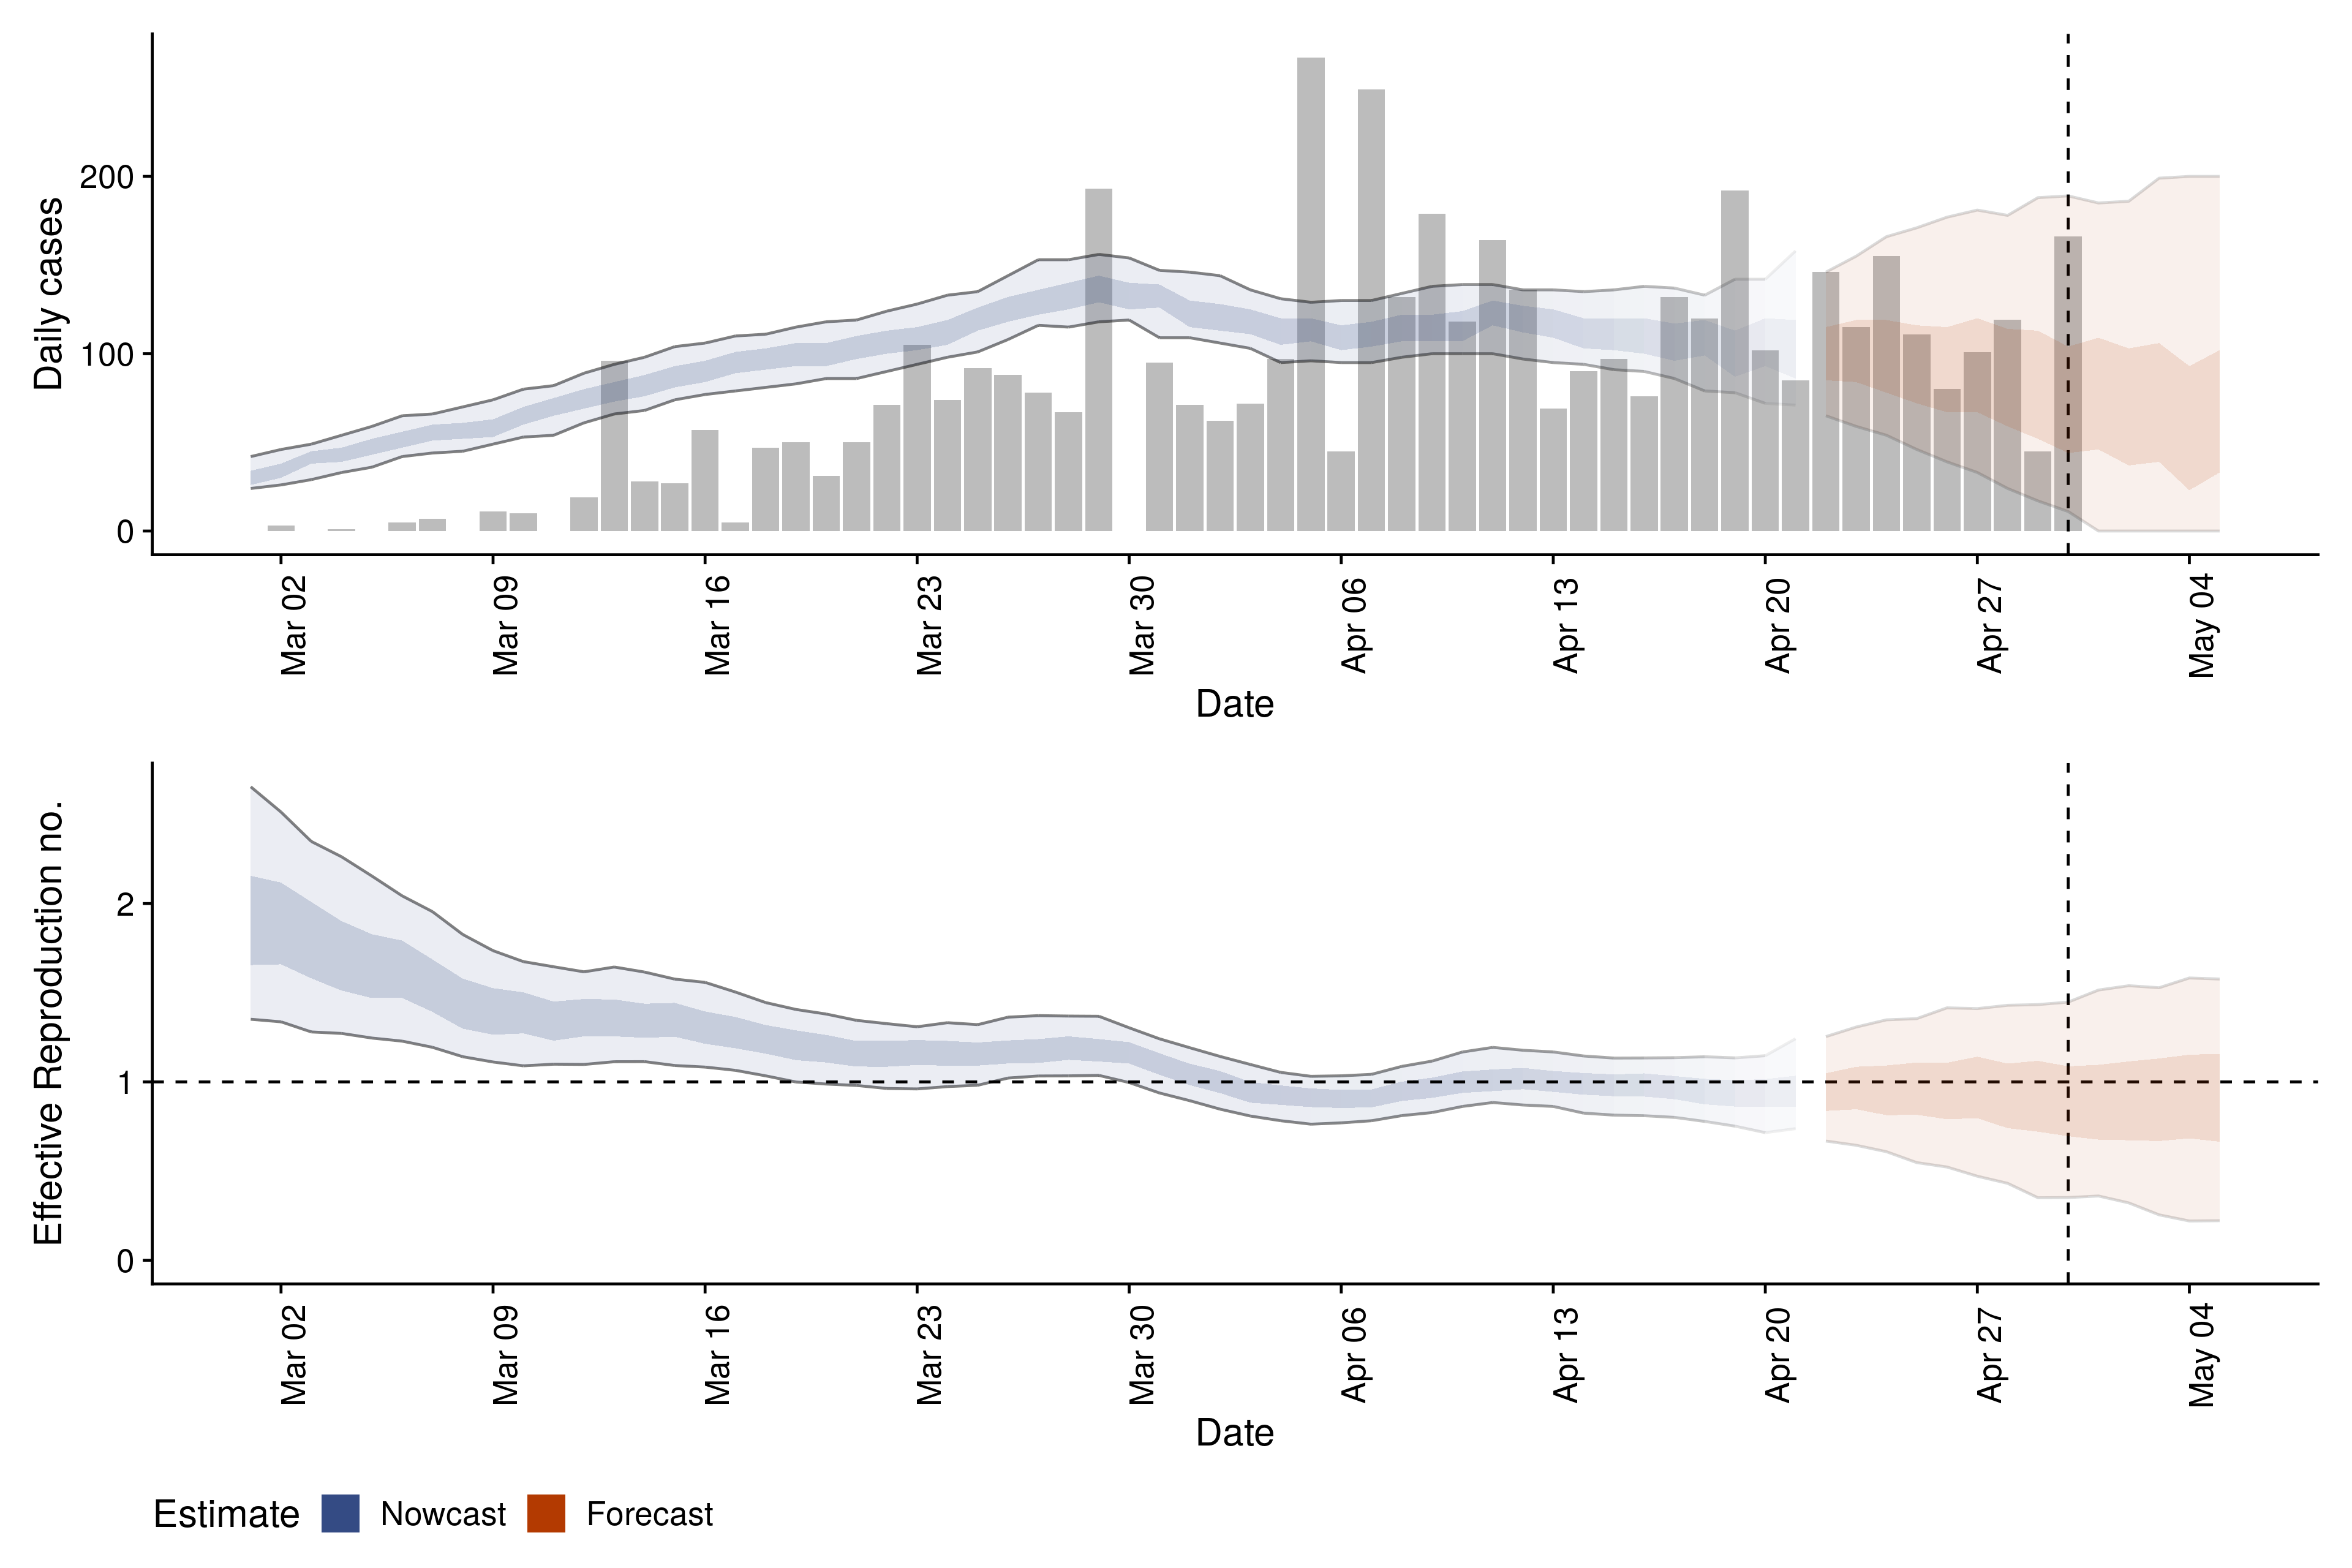 Daily cases
200
100
0
Mar 02
Mar 09
Mar 16
Mar 23
Mar 30
Apr 06
Apr 13
Apr 20
Apr 27
May 04
Date
Effective Reproduction no.
2
1
0
Mar 02
Mar 09
Mar 16
Mar 23
Mar 30
Apr 06
Apr 13
Apr 20
Apr 27
May 04
Date
Estimate Nowcast Forecast